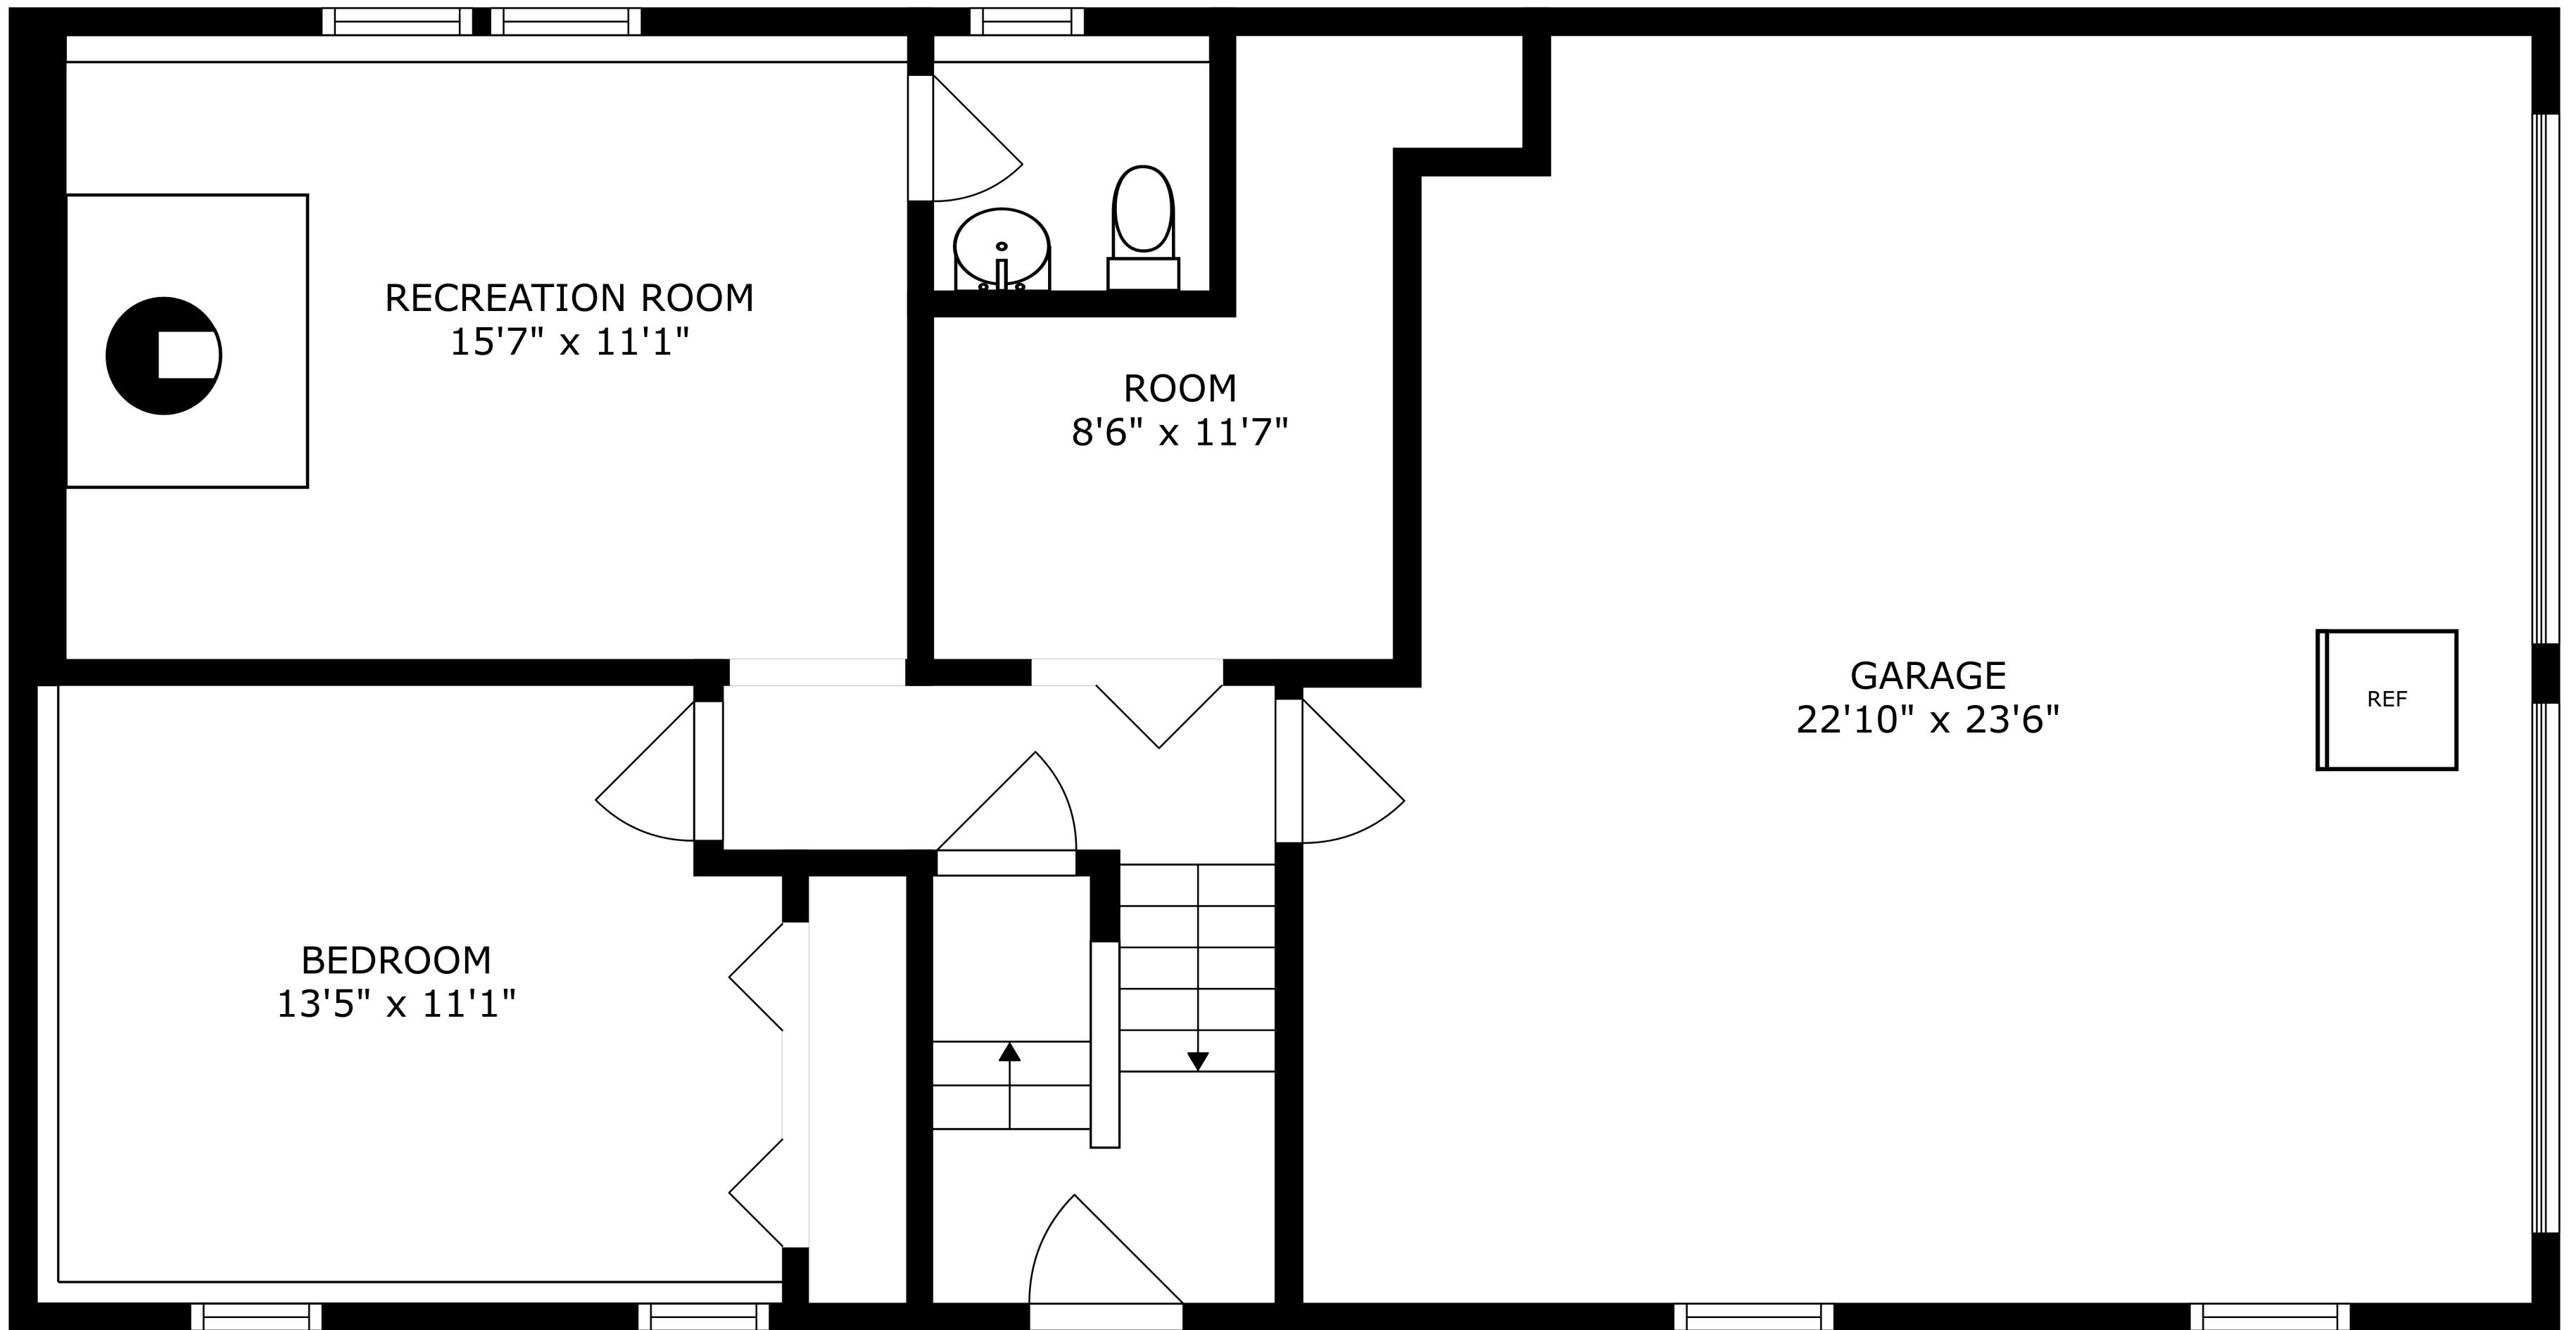 RECREATION ROOM
15'7" x 11'1"
ROOM
8'6" x 11'7"
GARAGE
22'10" x 23'6"
REF
BEDROOM
13'5" x 11'1"